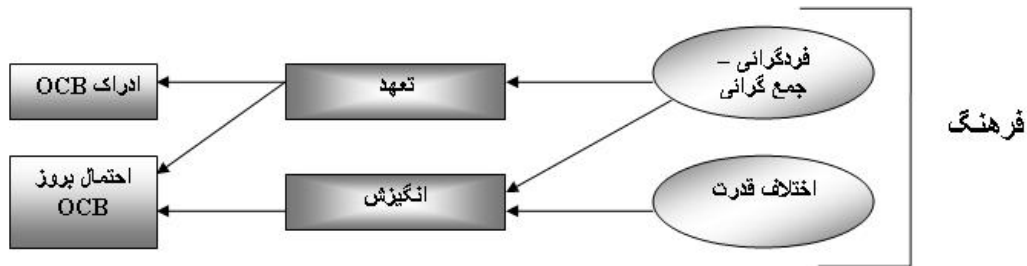 فرهنگ
فردگرائی –
جمع گرائی
تعهد
ادراک OCB
اختلاف قدرت
انگیزش
احتمال بروز
OCB